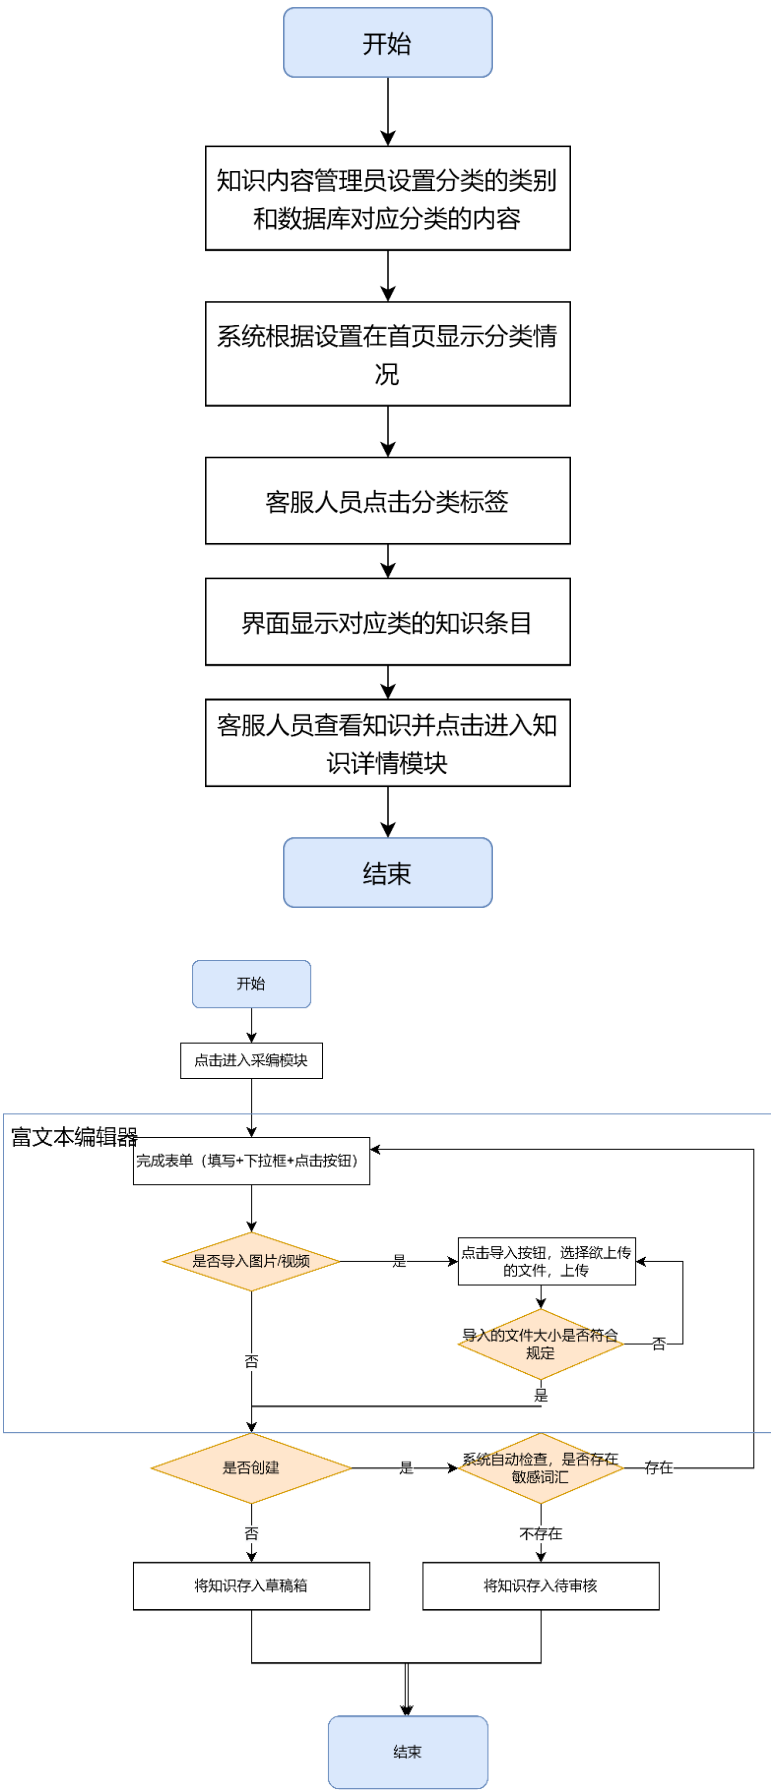 开始
知识内容管理员设置分类的类别
和数据库对应分类的内容
系统根据设置在首页显示分类情
况
客服人员点击分类标签
界面显示对应类的知识条目
客服人员查看知识并点击进入知
识详情模块
结束
开始
点击进入采编模块
富文本编辑器
完成表单（填写+下拉框+点击按钮）
是否导入图片/视频
是
点击导入按钮，选择欲上传
的文件，上传
导入的文件大小是否符合
规定
否
否
是
是否创建
是
系统自动检查，是否存在
敏感词汇
存在
否
不存在
将知识存入草稿箱
将知识存入待审核
结束